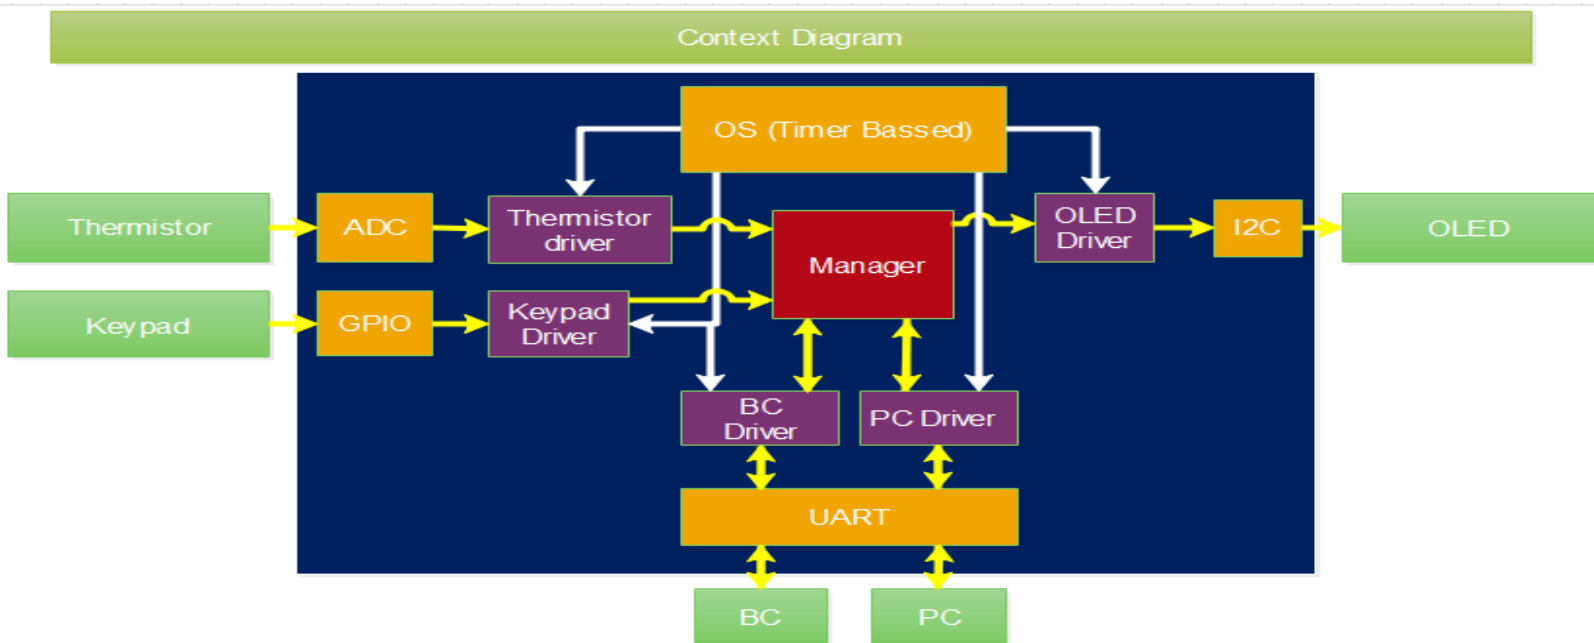 Context Diagram
OS (Timer Bassed)
Thermistor
ADC
Thermistor
driver
Manager
OLED
Driver
I2C
OLED
Keypad
GPIO
Keypad
Driver
BC
Driver
PC Driver
UART
BC
PC